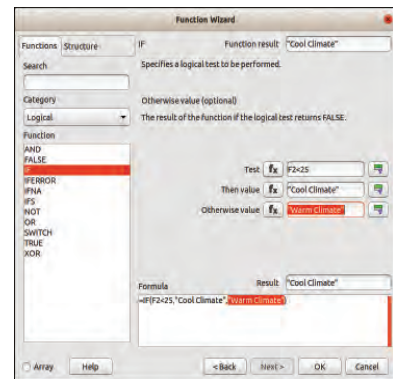 Function Wizard
Functions Structure
IF Function result "Cool Climate"
Search
Specifies a logical test to be performed.
Category
Otherwise value (optional)
Logical
The result of the function if the logical test returns FALSE.
Function
AND
FALSE
IF
IFERROR
IFNA
IFS
NOT
OR
SWITCH
TRUE
XOR
Test fx F2<25
Then value fx "Cool Climate"
Otherwise value fx "Warm Climate"
Formula Result "Cool Climate"
=IF(F2<25,"Cool Climate","Warm Climate")
Array Help < Back Next > OK Cancel